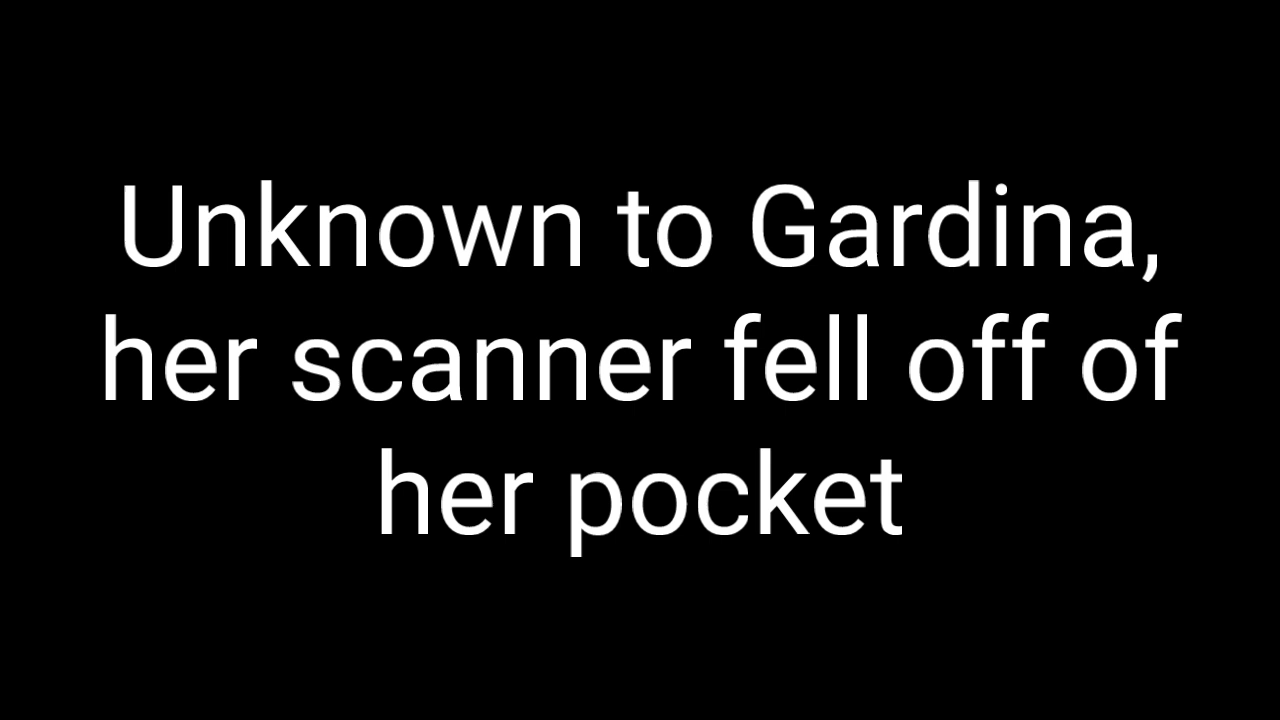 Unknown to Gardina,
her scanner fell off of
her pocket